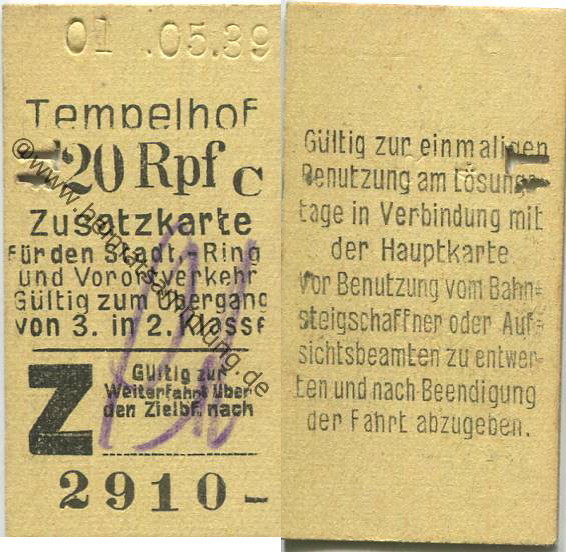 01 .05.39
Tempelhof
20 Rpf C
Zusatzkarte
für den Stadt,-Ring
und Vorortverkehr
Gültig zum Übergang
von 3. in 2. Klasse
Z
Gültig zur
Weiterfahrt über
den Zielbf. nach
2910-
@www.heimatsammlung.de
Gültig zur einmaligen
Benutzung am Lösungs-
tage in Verbindung mit
der Hauptkarte
vor Benutzung vom Bahn-
steigschaffner oder Auf-
sichtsbeamten zu entwer-
ten und nach Beendigung
der Fahrt abzugeben.